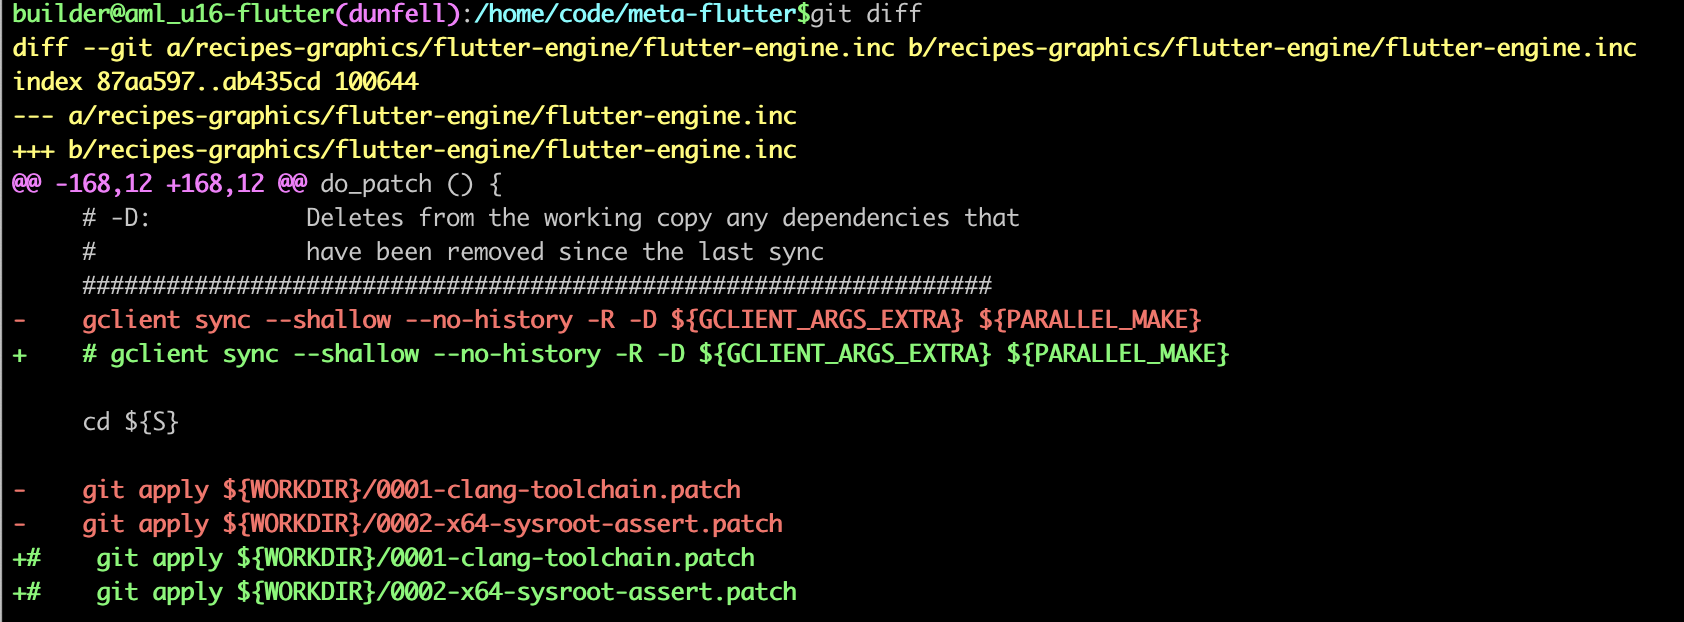 builder@aml_u16-flutter(dunfell):/home/code/meta-flutter$git diff
diff --git a/recipes-graphics/flutter-engine/flutter-engine.inc b/recipes-graphics/flutter-engine/flutter-engine.inc
index 87aa597..ab435cd 100644
--- a/recipes-graphics/flutter-engine/flutter-engine.inc
+++ b/recipes-graphics/flutter-engine/flutter-engine.inc
@@ -168,12 +168,12 @@ do_patch () {
     # -D:           Deletes from the working copy any dependencies that
     #               have been removed since the last sync
     #################################################################
-    gclient sync --shallow --no-history -R -D ${GCLIENT_ARGS_EXTRA} ${PARALLEL_MAKE}
+    # gclient sync --shallow --no-history -R -D ${GCLIENT_ARGS_EXTRA} ${PARALLEL_MAKE}
     cd ${S}
-    git apply ${WORKDIR}/0001-clang-toolchain.patch
-    git apply ${WORKDIR}/0002-x64-sysroot-assert.patch
+#    git apply ${WORKDIR}/0001-clang-toolchain.patch
+#    git apply ${WORKDIR}/0002-x64-sysroot-assert.patch